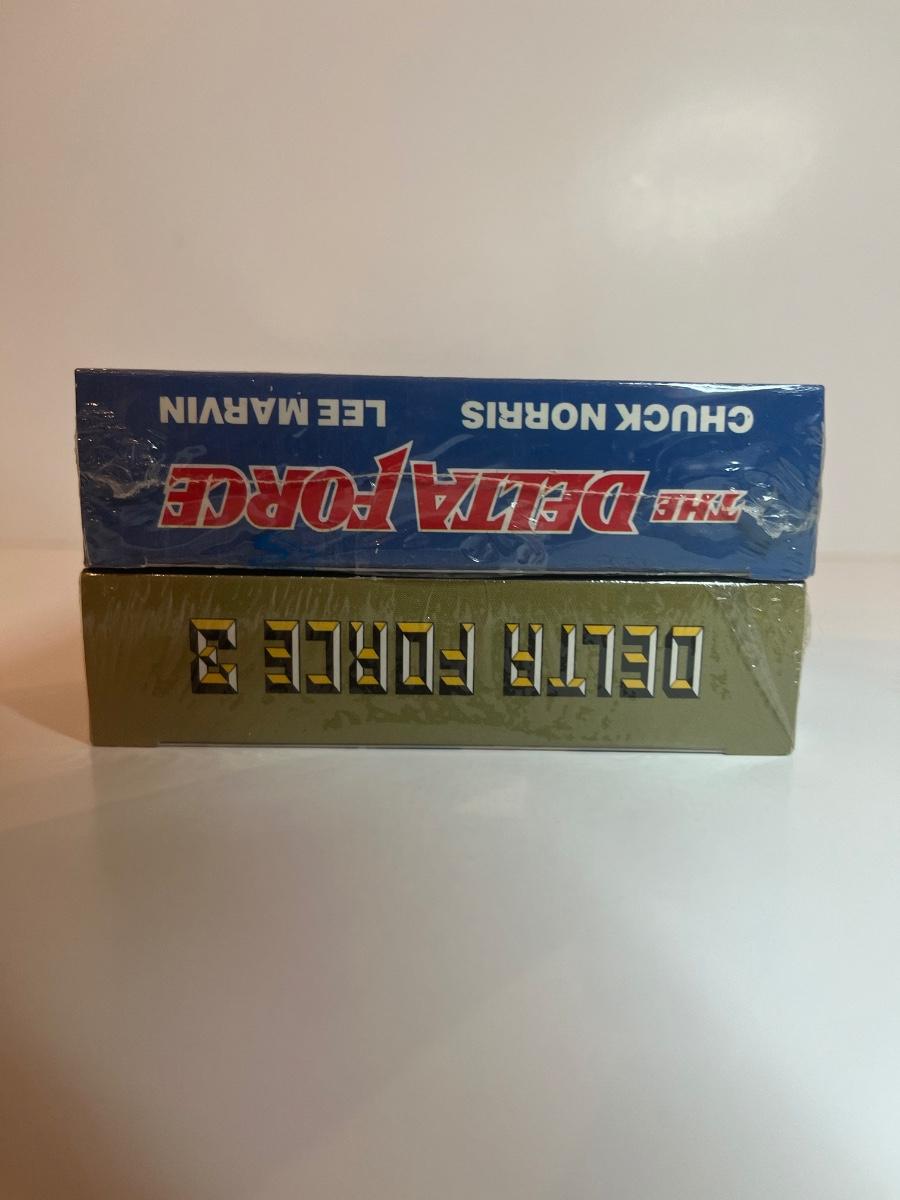 THE DELTA FORCE
CHUCK NORRIS LEE MARVIN
DELTA FORCE 3